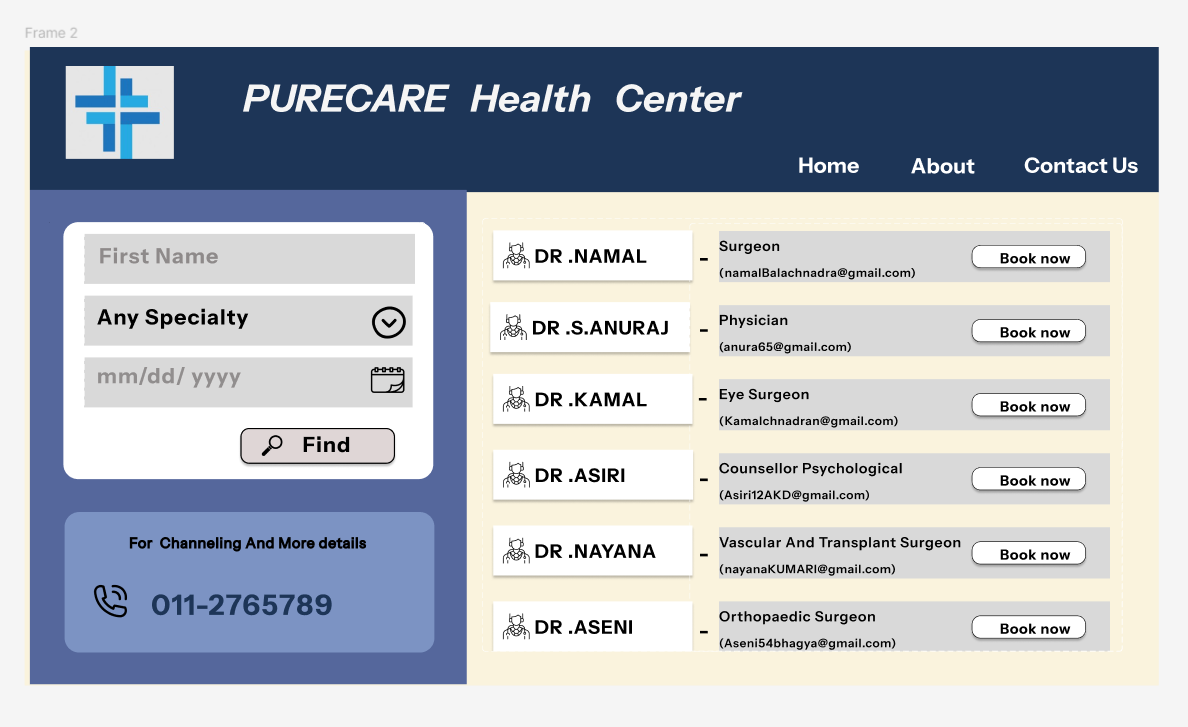 Frame 2
PURECARE Health Center
Home About Contact Us
First Name
Any Specialty
mm/dd/ yyyy
Find
For Channeling And More details
011-2765789
DR .NAMAL - Surgeon
(namalBalachnadra@gmail.com)
Book now
DR .S.ANURAJ - Physician
(anura65@gmail.com)
Book now
DR .KAMAL - Eye Surgeon
(Kamalchnadran@gmail.com)
Book now
DR .ASIRI - Counsellor Psychological
(Asiri12AKD@gmail.com)
Book now
DR .NAYANA - Vascular And Transplant Surgeon
(nayanaKUMARI@gmail.com)
Book now
DR .ASENI - Orthopaedic Surgeon
(Aseni54bhagya@gmail.com)
Book now